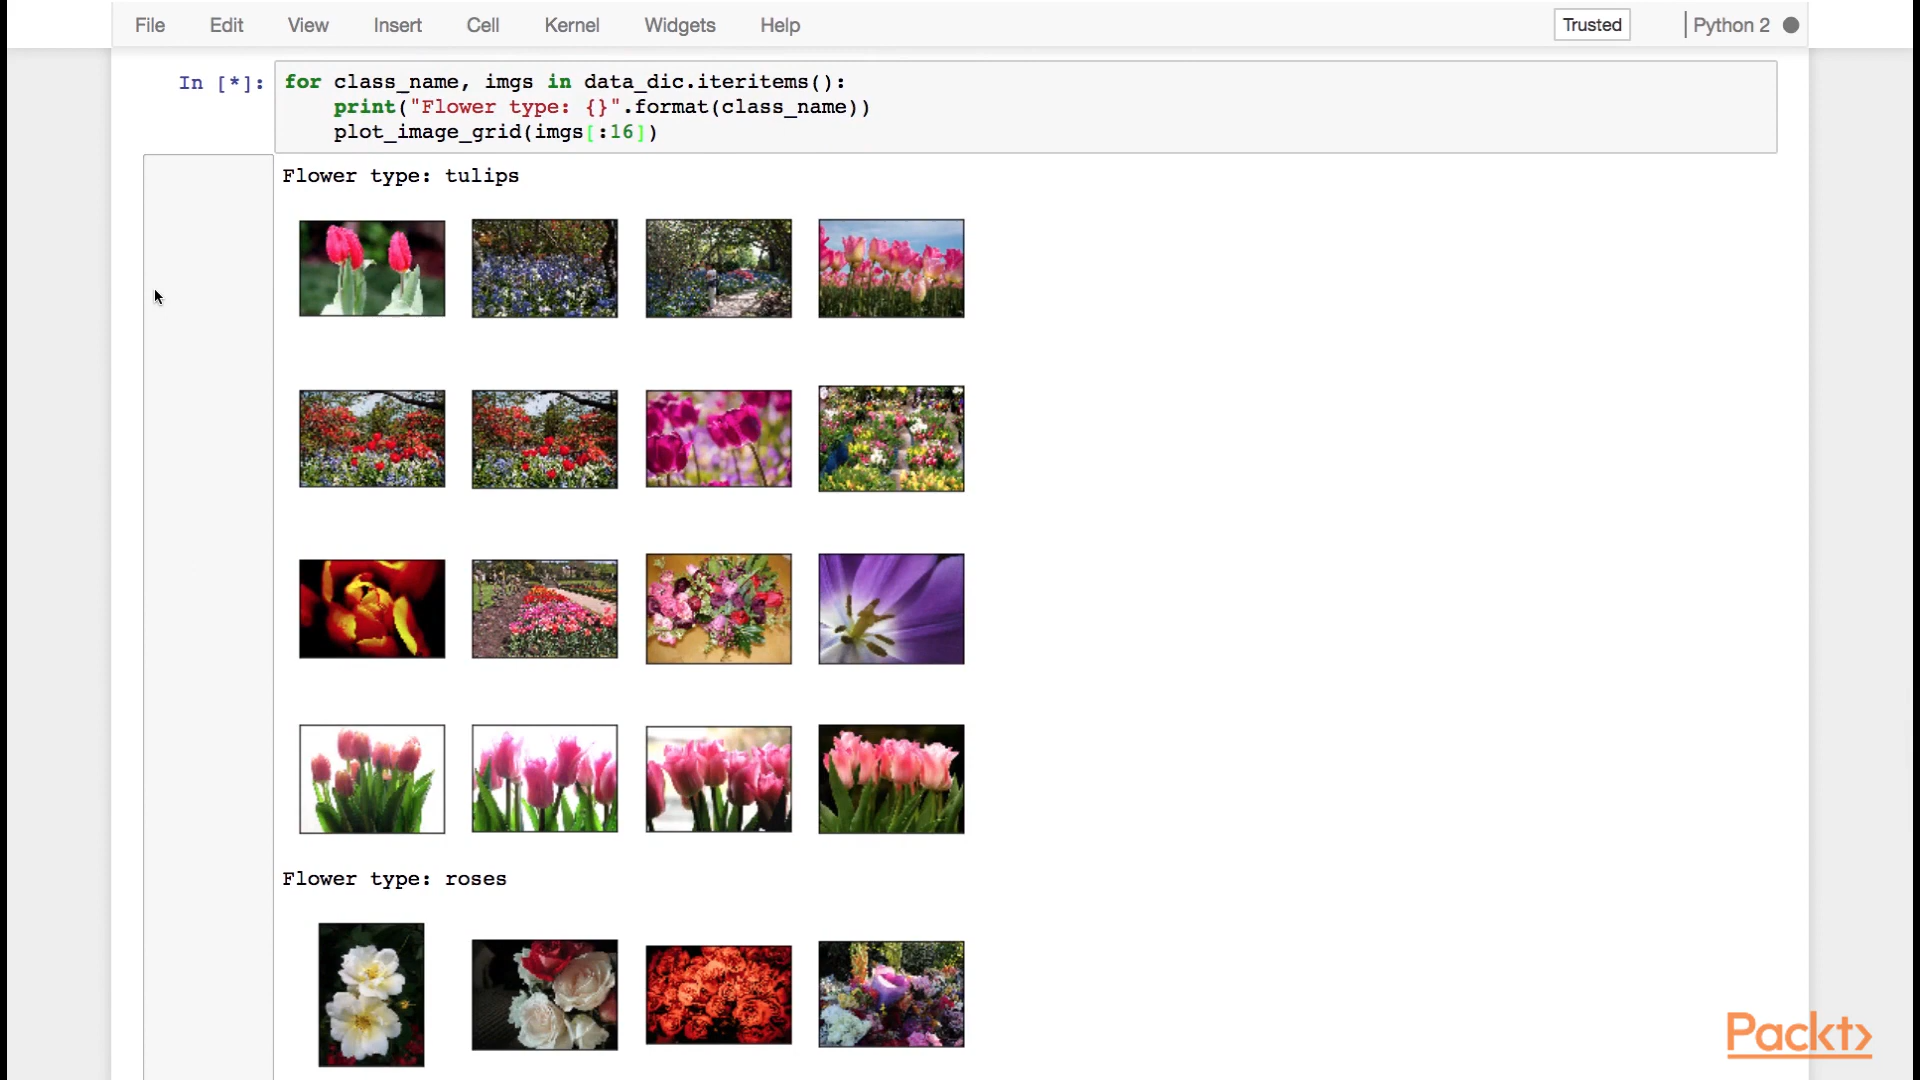 File Edit View Insert Cell Kernel Widgets Help Trusted Python 2
In [*]: for class_name, imgs in data_dic.iteritems():
print("Flower type: {}".format(class_name))
plot_image_grid(imgs[:16])
Flower type: tulips
Flower type: roses
Packt>